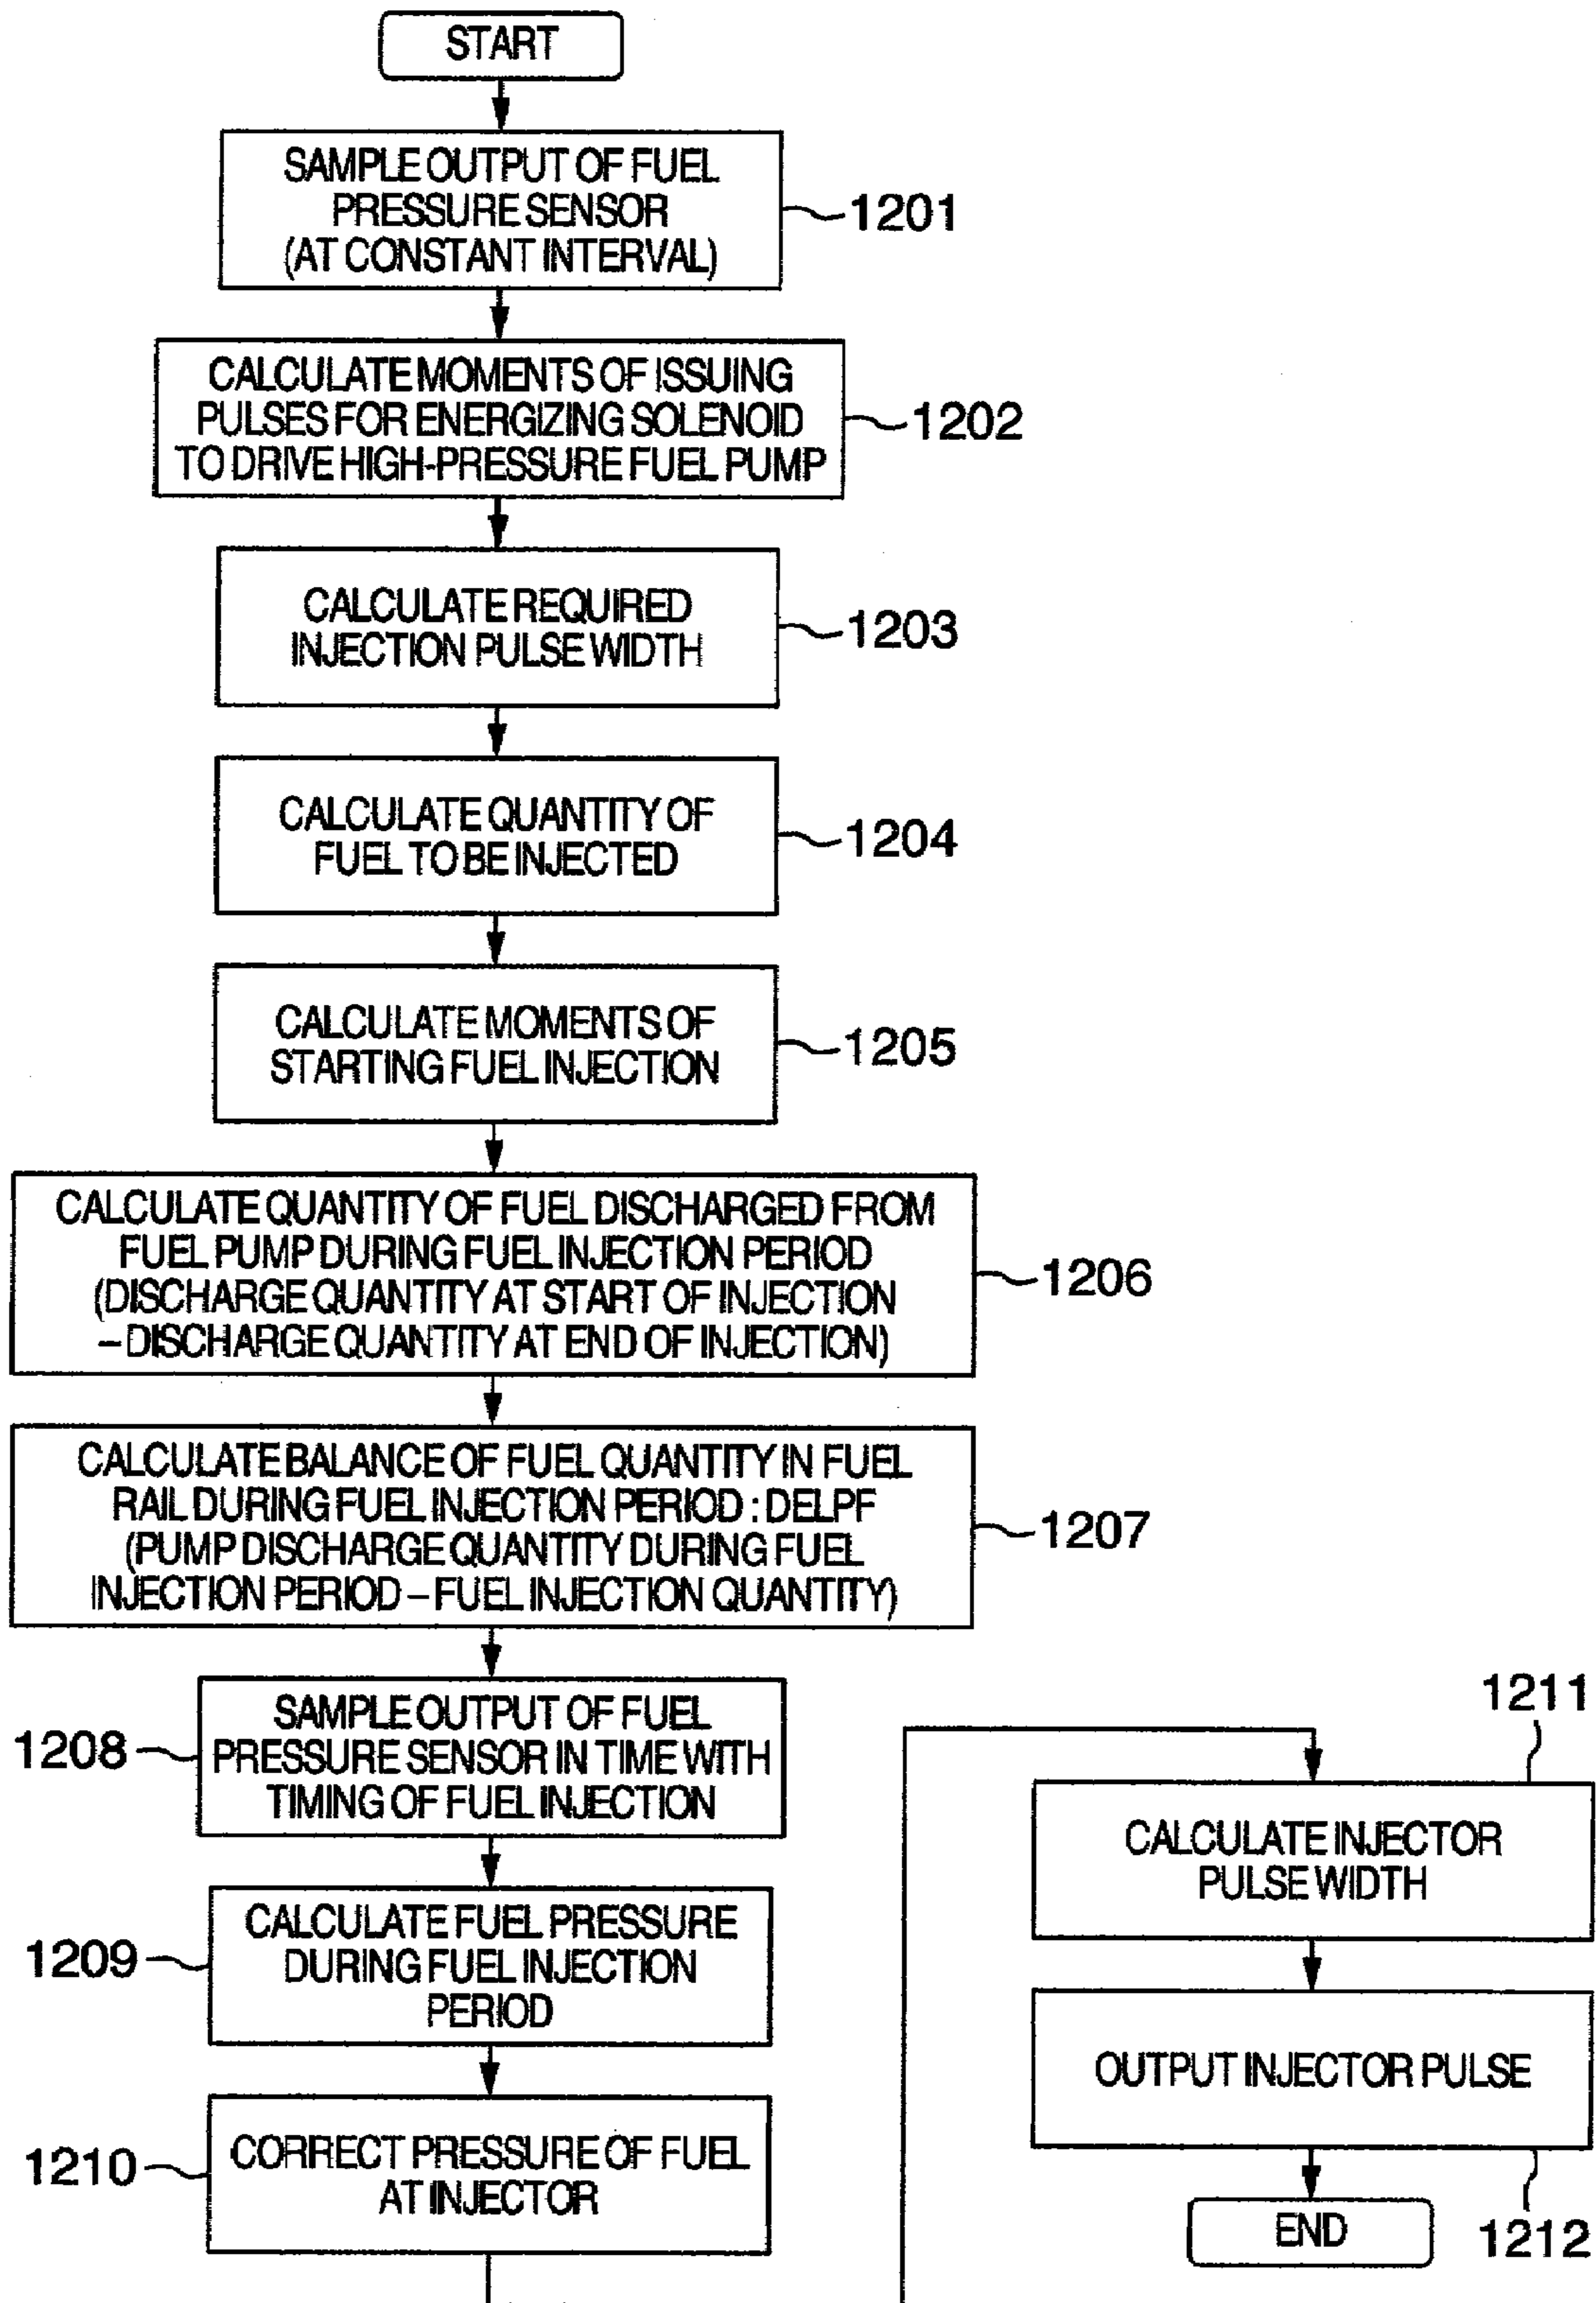 START
SAMPLE OUTPUT OF FUEL
PRESSURE SENSOR
(AT CONSTANT INTERVAL)
1201
CALCULATE MOMENTS OF ISSUING
PULSES FOR ENERGIZING SOLENOID
TO DRIVE HIGH-PRESSURE FUEL PUMP
1202
CALCULATE REQUIRED
INJECTION PULSE WIDTH
1203
CALCULATE QUANTITY OF
FUEL TO BE INJECTED
1204
CALCULATE MOMENTS OF
STARTING FUEL INJECTION
1205
CALCULATE QUANTITY OF FUEL DISCHARGED FROM
FUEL PUMP DURING FUEL INJECTION PERIOD
(DISCHARGE QUANTITY AT START OF INJECTION
– DISCHARGE QUANTITY AT END OF INJECTION)
1206
CALCULATE BALANCE OF FUEL QUANTITY IN FUEL
RAIL DURING FUEL INJECTION PERIOD : DELPF
(PUMP DISCHARGE QUANTITY DURING FUEL
INJECTION PERIOD – FUEL INJECTION QUANTITY)
1207
SAMPLE OUTPUT OF FUEL
PRESSURE SENSOR IN TIME WITH
TIMING OF FUEL INJECTION
1208
CALCULATE FUEL PRESSURE
DURING FUEL INJECTION
PERIOD
1209
CORRECT PRESSURE OF FUEL
AT INJECTOR
1210
1211
CALCULATE INJECTOR
PULSE WIDTH
OUTPUT INJECTOR PULSE
1212
END